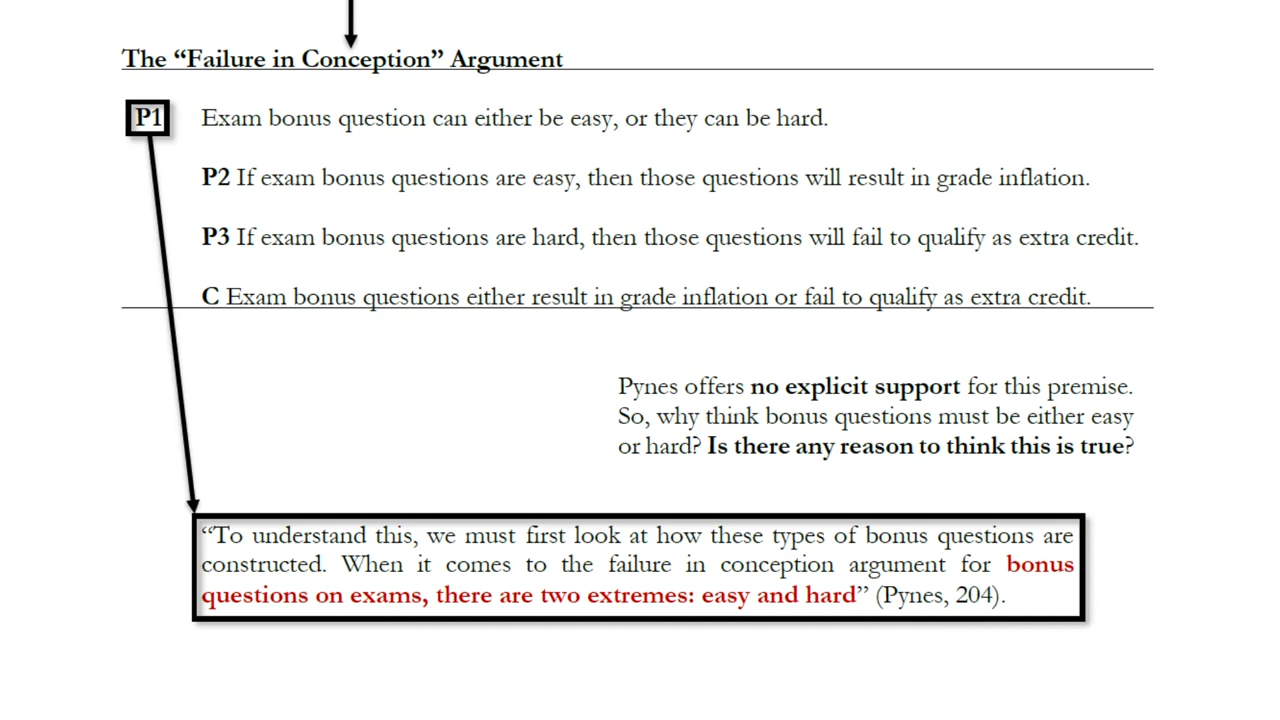 The “Failure in Conception” Argument
P1 Exam bonus question can either be easy, or they can be hard.
P2 If exam bonus questions are easy, then those questions will result in grade inflation.
P3 If exam bonus questions are hard, then those questions will fail to qualify as extra credit.
C Exam bonus questions either result in grade inflation or fail to qualify as extra credit.
Pynes offers no explicit support for this premise.
So, why think bonus questions must be either easy
or hard? Is there any reason to think this is true?
“To understand this, we must first look at how these types of bonus questions are
constructed. When it comes to the failure in conception argument for bonus
questions on exams, there are two extremes: easy and hard” (Pynes, 204).